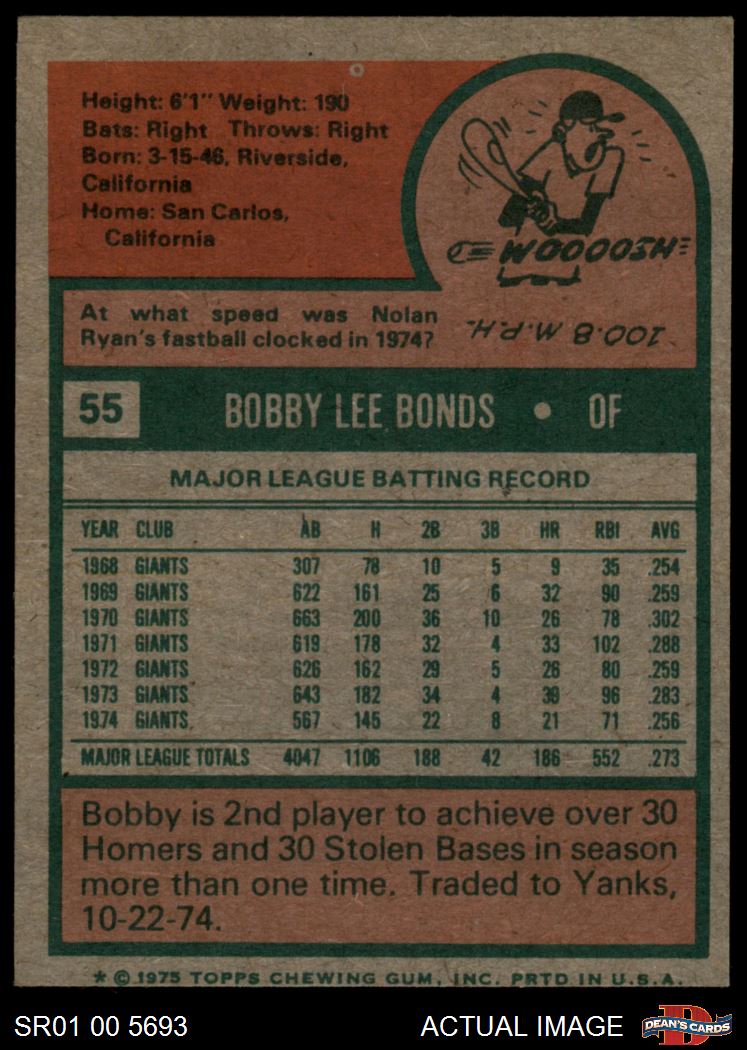 Height: 6'1" Weight: 190
Bats: Right Throws: Right
Born: 3-15-46, Riverside,
California
Home: San Carlos,
California
WOOOOSH
At what speed was Nolan
Ryan's fastball clocked in 1974?
100.8 M.P.H.
55 BOBBY LEE BONDS • OF
MAJOR LEAGUE BATTING RECORD
YEAR CLUB AB H 2B 3B HR RBI AVG
1968 GIANTS 307 78 10 5 9 35 .254
1969 GIANTS 622 161 25 6 32 90 .259
1970 GIANTS 663 200 36 10 26 78 .302
1971 GIANTS 619 178 32 4 33 102 .288
1972 GIANTS 626 162 29 5 26 80 .259
1973 GIANTS 643 182 34 4 39 96 .283
1974 GIANTS 567 145 22 8 21 71 .256
MAJOR LEAGUE TOTALS 4047 1106 188 42 186 552 .273
Bobby is 2nd player to achieve over 30
Homers and 30 Stolen Bases in season
more than one time. Traded to Yanks,
10-22-74.
* © 1975 TOPPS CHEWING GUM, INC. PRTD. IN U.S.A.
SR01 00 5693 ACTUAL IMAGE D DEAN'S CARDS